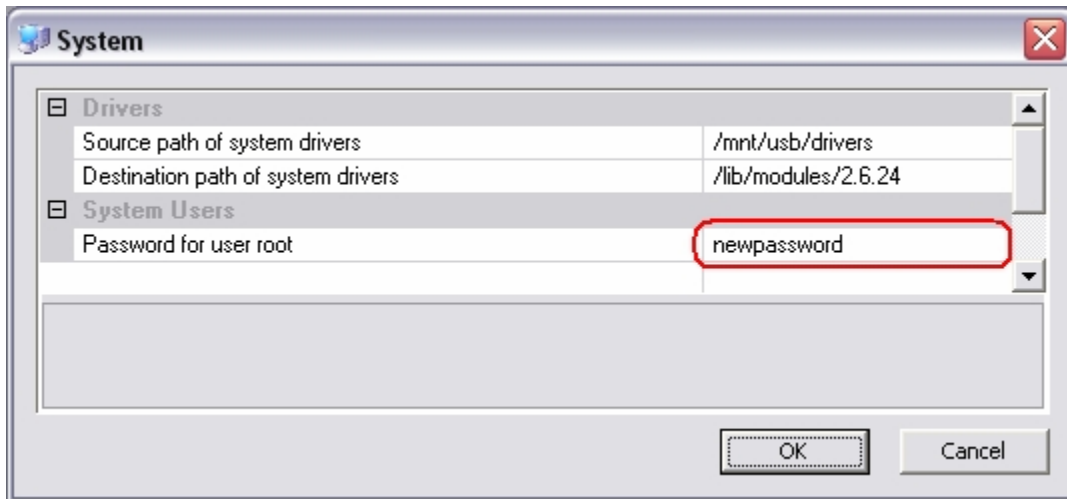 System
Drivers
Source path of system drivers /mnt/usb/drivers
Destination path of system drivers /lib/modules/2.6.24
System Users
Password for user root newpassword
OK Cancel